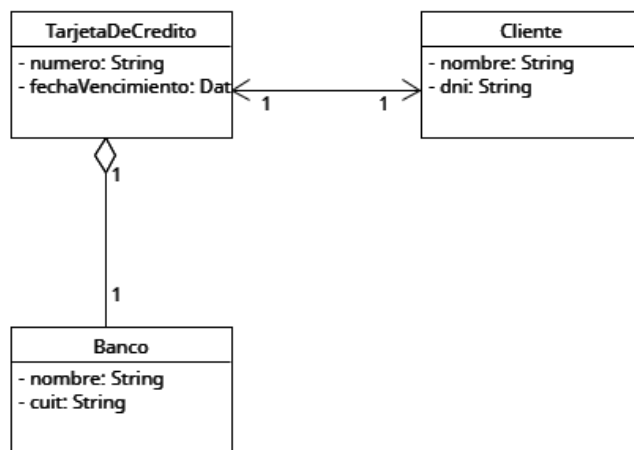 TarjetaDeCredito
- numero: String
- fechaVencimiento: Dat
Cliente
- nombre: String
- dni: String
1
1
1
1
Banco
- nombre: String
- cuit: String